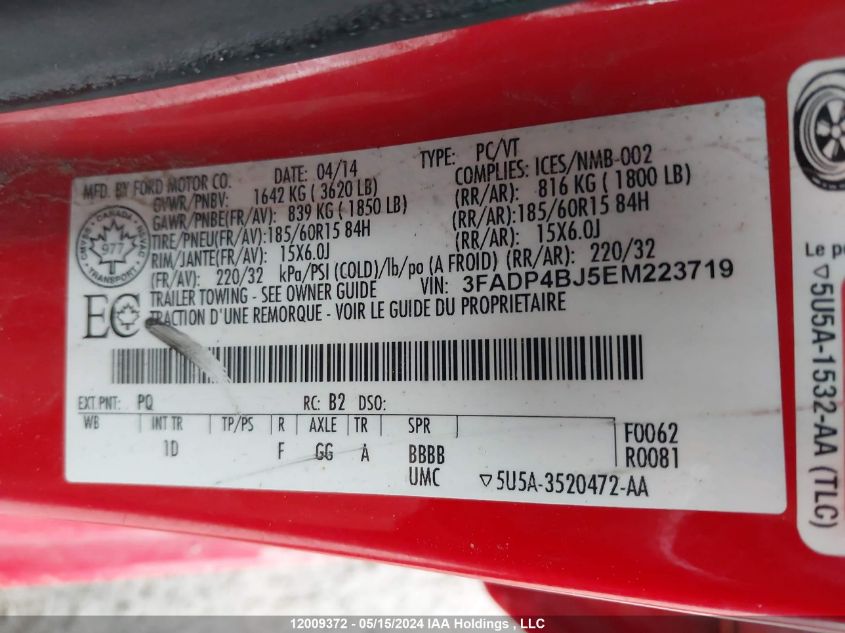 MFD. BY FORD MOTOR CO. DATE: 04/14 TYPE: PC/VT
GVWR/PNBV: 1642 KG ( 3620 LB) COMPLIES: ICES/NMB-002
GAWR/PNBE(FR/AV): 839 KG ( 1850 LB) (RR/AR): 816 KG ( 1800 LB)
TIRE/PNEU(FR/AV):185/60R15 84H (RR/AR):185/60R15 84H
RIM/JANTE(FR/AV): 15X6.0J (RR/AR): 15X6.0J
(FR/AV): 220/32 kPa/PSI (COLD)/lb/po (A FROID) (RR/AR): 220/32
TRAILER TOWING - SEE OWNER GUIDE VIN: 3FADP4BJ5EM223719
TRACTION D'UNE REMORQUE - VOIR LE GUIDE DU PROPRIETAIRE
CANADA
977
TRANSPORT
EC
EXT PNT: PQ RC: B2 DSO:
WB INT TR TP/PS R AXLE TR SPR
1D F GG A BBBB
UMC
F0062
R0081
▽5U5A-3520472-AA
Le p
▽5U5A-1532-AA (TLC)
12009372 - 05/15/2024 IAA Holdings , LLC